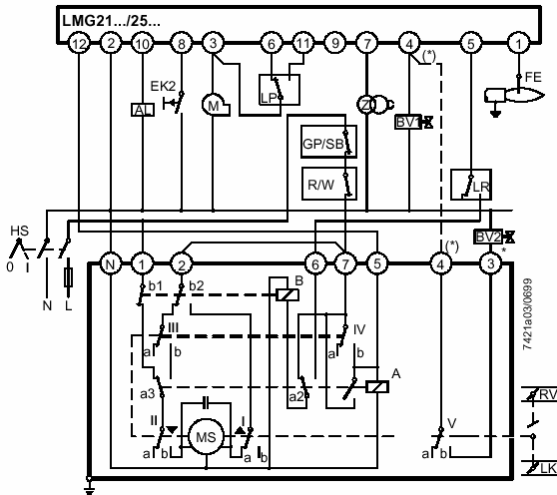 LMG21.../25...
12 2 10 8 3 6 11 9 7 4 5 1
(*)
FE
EK2
AL M LP Z BV1
GP/SB
R/W LR
HS
0 I
BV2
(*) *
N 1 2 6 7 5 4 3
N L
b1 b2 B
III IV
a b a b
A
a3 a2
II I V
MS
a b a b a b
RV
LK
7421a03/0699